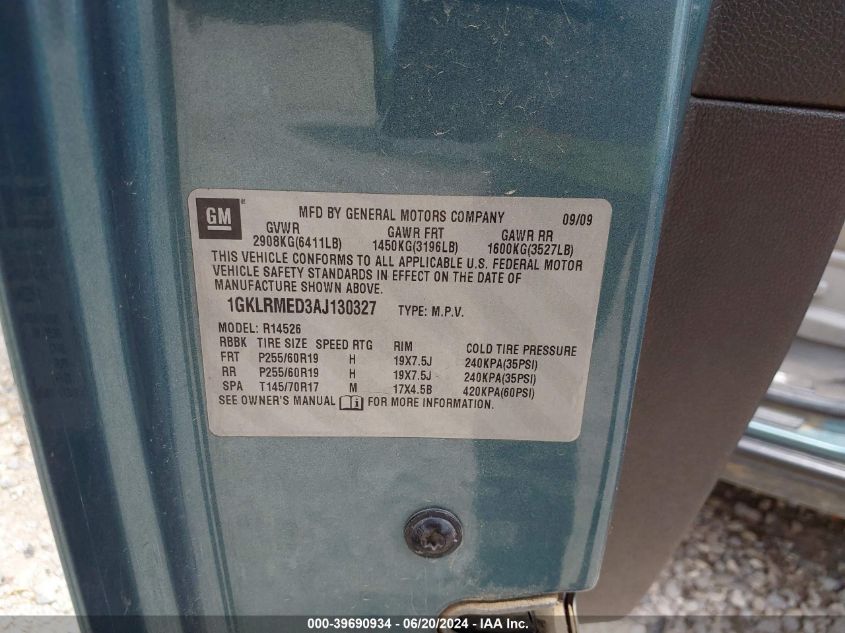 GM
MFD BY GENERAL MOTORS COMPANY 09/09
GVWR GAWR FRT GAWR RR
2908KG(6411LB) 1450KG(3196LB) 1600KG(3527LB)
THIS VEHICLE CONFORMS TO ALL APPLICABLE U.S. FEDERAL MOTOR
VEHICLE SAFETY STANDARDS IN EFFECT ON THE DATE OF
MANUFACTURE SHOWN ABOVE.
1GKLRMED3AJ130327 TYPE: M.P.V.
MODEL: R14526
RBBK TIRE SIZE SPEED RTG RIM COLD TIRE PRESSURE
FRT P255/60R19 H 19X7.5J 240KPA(35PSI)
RR P255/60R19 H 19X7.5J 240KPA(35PSI)
SPA T145/70R17 M 17X4.5B 420KPA(60PSI)
SEE OWNER'S MANUAL FOR MORE INFORMATION.
000-39690934 - 06/20/2024 - IAA Inc.